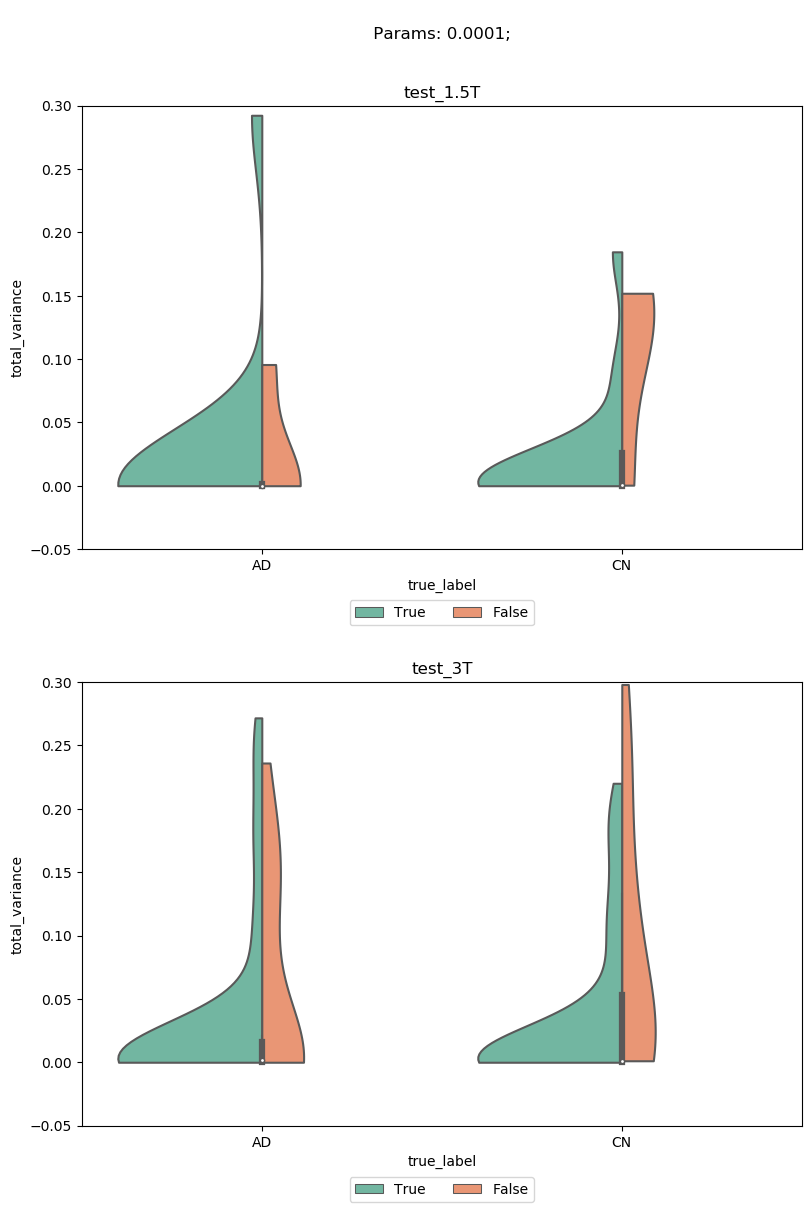 Params: 0.0001;
test_1.5T
total_variance
0.30
0.25
0.20
0.15
0.10
0.05
0.00
−0.05
AD
CN
true_label
True
False
test_3T
total_variance
0.30
0.25
0.20
0.15
0.10
0.05
0.00
−0.05
AD
CN
true_label
True
False